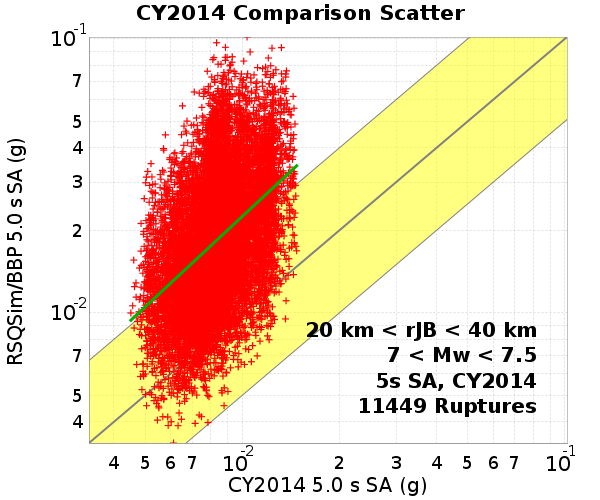 CY2014 Comparison Scatter
RSQSim/BBP 5.0 s SA (g)
10-1
7
5
4
3
2
10-2
7
5
4
20 km < rJB < 40 km
7 < Mw < 7.5
5s SA, CY2014
11449 Ruptures
4 5 6 7 10-2 2 3 4 5 6 7 10-1
CY2014 5.0 s SA (g)